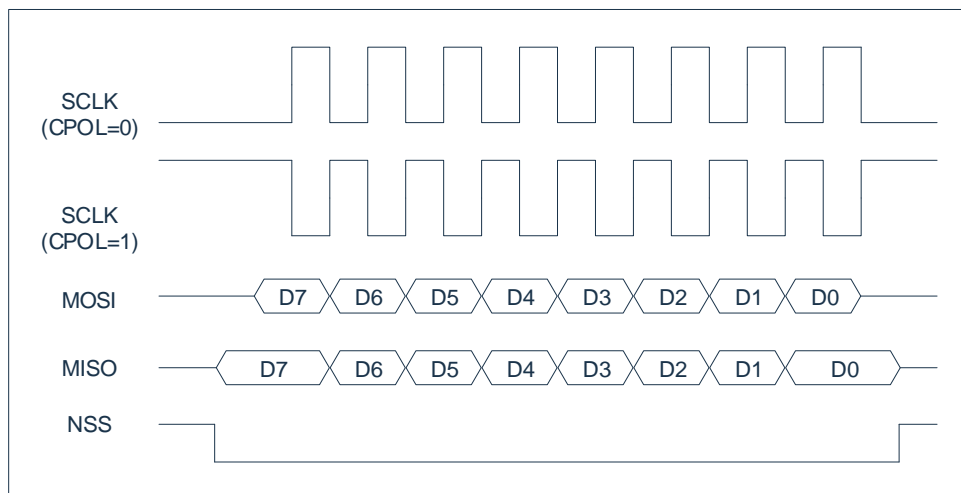 SCLK
(CPOL=0)
SCLK
(CPOL=1)
MOSI D7 D6 D5 D4 D3 D2 D1 D0
MISO D7 D6 D5 D4 D3 D2 D1 D0
NSS